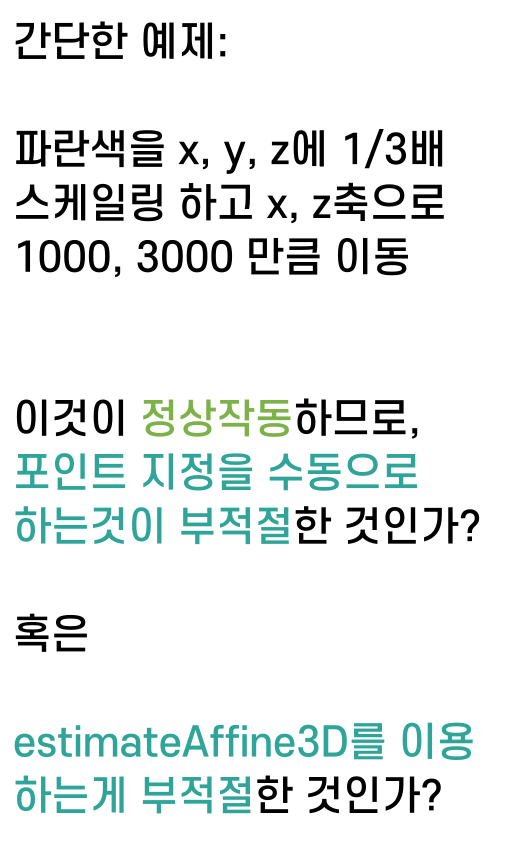 간단한 예제:
파란색을 x, y, z에 1/3배
스케일링 하고 x, z축으로
1000, 3000 만큼 이동
이것이 정상작동하므로,
포인트 지정을 수동으로
하는것이 부적절한 것인가?
혹은
estimateAffine3D를 이용
하는게 부적절한 것인가?